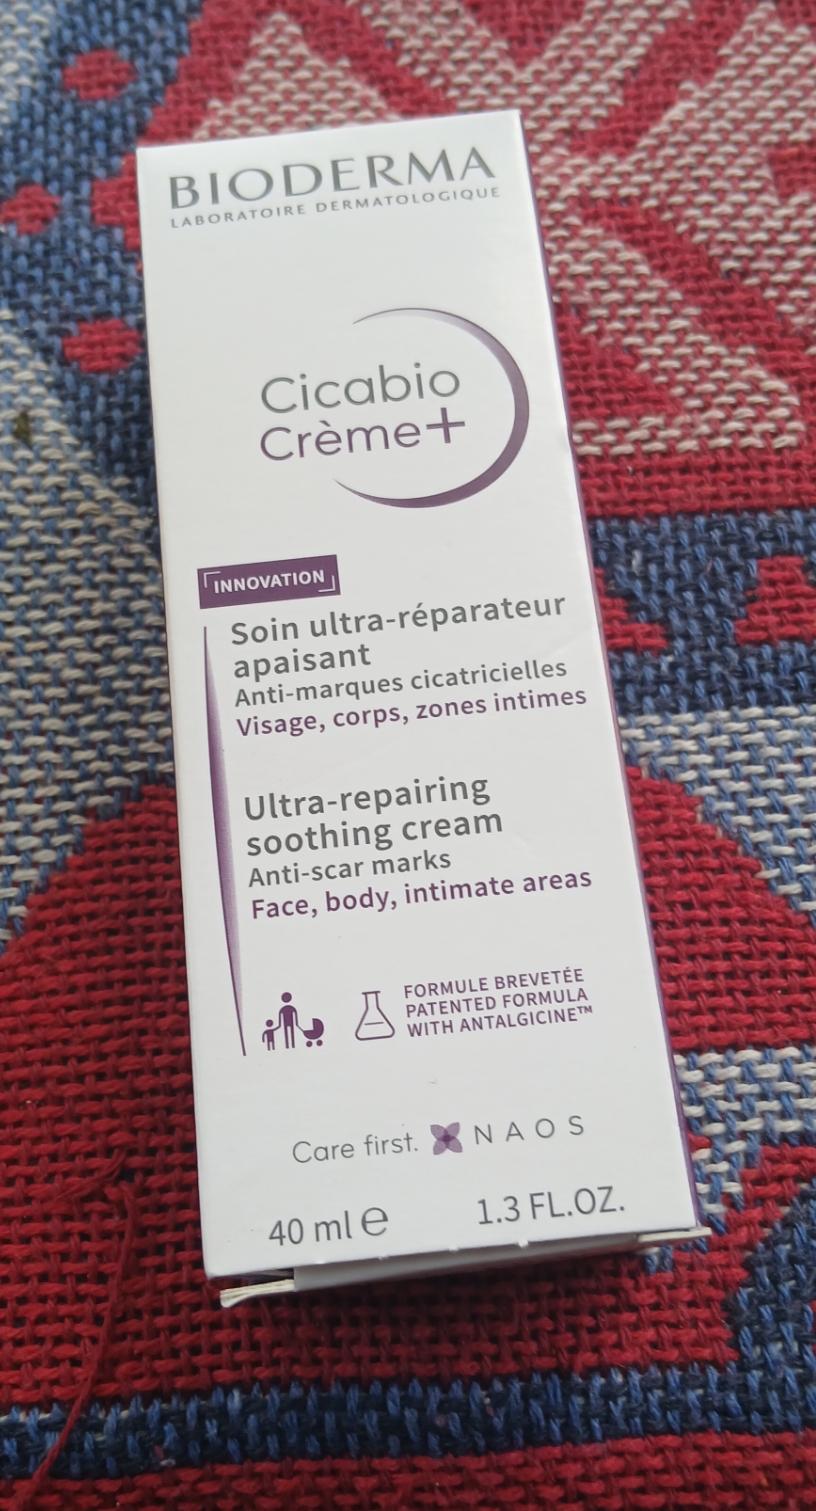 BIODERMA
LABORATOIRE DERMATOLOGIQUE
Cicabio
Crème+
INNOVATION
Soin ultra-réparateur
apaisant
Anti-marques cicatricielles
Visage, corps, zones intimes
Ultra-repairing
soothing cream
Anti-scar marks
Face, body, intimate areas
FORMULE BREVETÉE
PATENTED FORMULA
WITH ANTALGICINE™
Care first. NAOS
40 ml ℮ 1.3 FL.OZ.